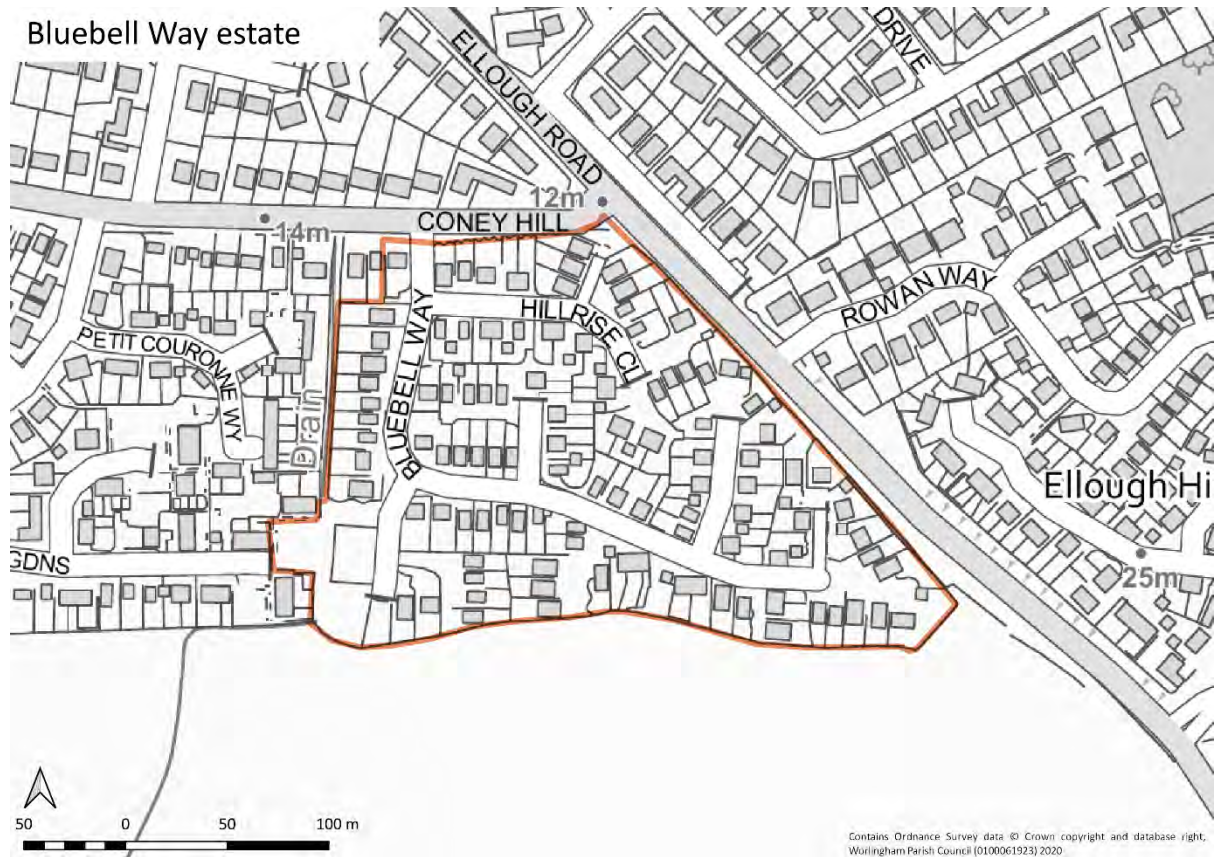 Bluebell Way estate
ELLOUGH ROAD
DRIVE
12m
CONEY HILL
14m
ROWAN WAY
HILLRISE CL
BLUEBELL WAY
PETIT COURONNE WY
Drain
Ellough Hi
GDNS
25m
50 0 50 100 m
Contains Ordnance Survey data © Crown copyright and database right,
Worlingham Parish Council (0100061923) 2020